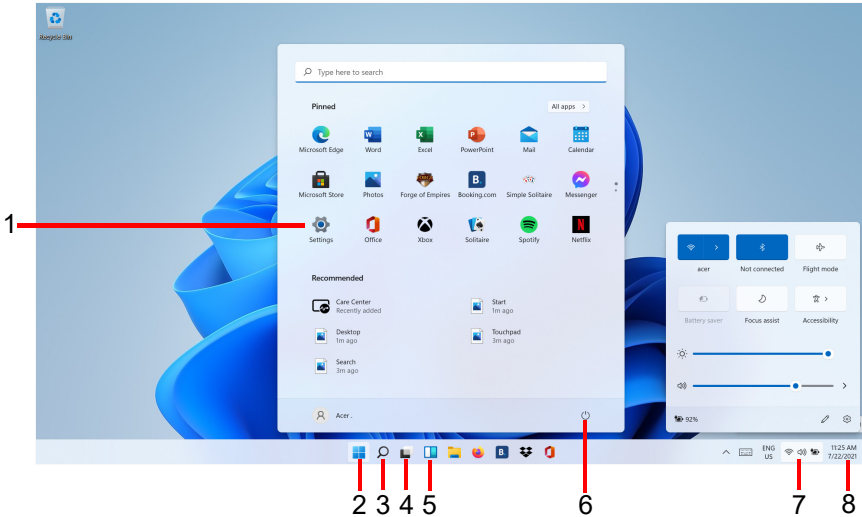 Recycle Bin
Type here to search
Pinned
All apps >
Microsoft Edge
Word
Excel
PowerPoint
Mail
Calendar
Microsoft Store
Photos
Forge of Empires
Booking.com
Simple Solitaire
Messenger
1
Settings
Office
Xbox
Solitaire
Spotify
Netflix
acer
Not connected
Flight mode
Recommended
Care Center
Recently added
Start
1m ago
Battery saver
Focus assist
Accessibility
Desktop
1m ago
Touchpad
3m ago
Search
3m ago
Acer .
92%
ENG
US
11:25 AM
7/22/2021
2
3
4
5
6
7
8